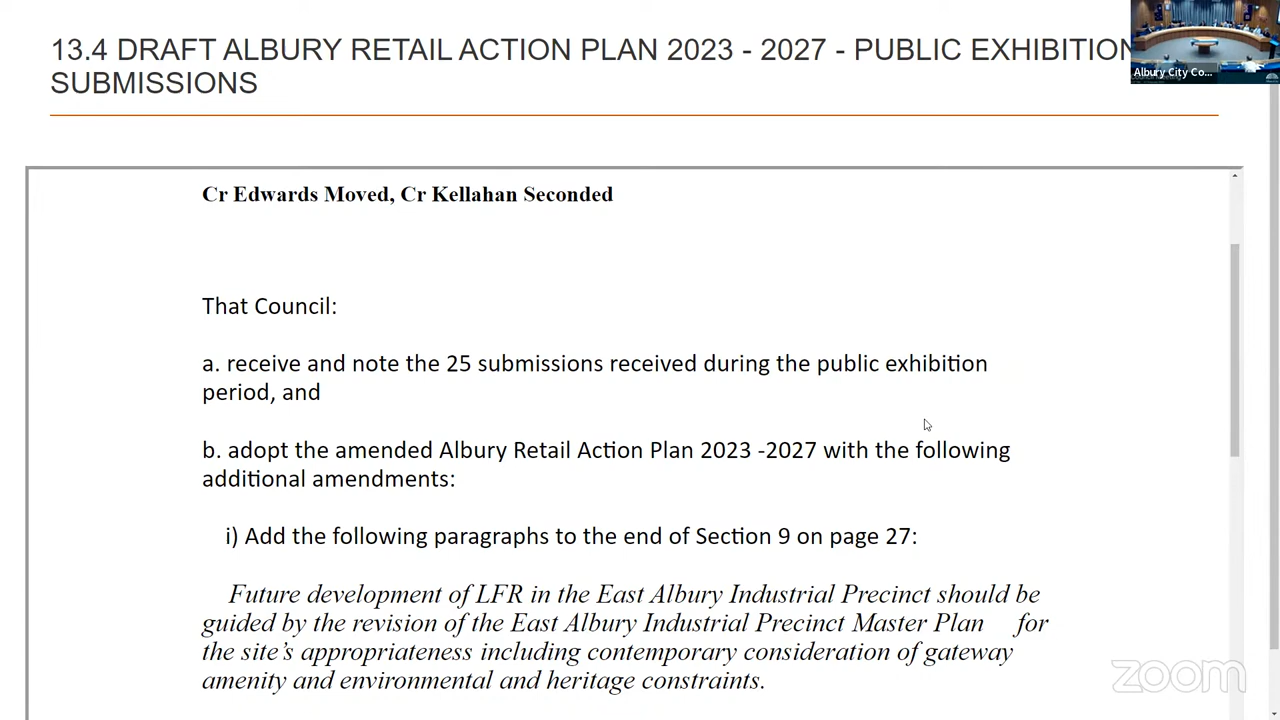 13.4 DRAFT ALBURY RETAIL ACTION PLAN 2023 - 2027 - PUBLIC EXHIBITION
SUBMISSIONS
Albury City Co...
Cr Edwards Moved, Cr Kellahan Seconded
That Council:
a. receive and note the 25 submissions received during the public exhibition
period, and
b. adopt the amended Albury Retail Action Plan 2023 -2027 with the following
additional amendments:
i) Add the following paragraphs to the end of Section 9 on page 27:
Future development of LFR in the East Albury Industrial Precinct should be
guided by the revision of the East Albury Industrial Precinct Master Plan for
the site's appropriateness including contemporary consideration of gateway
amenity and environmental and heritage constraints.
zoom